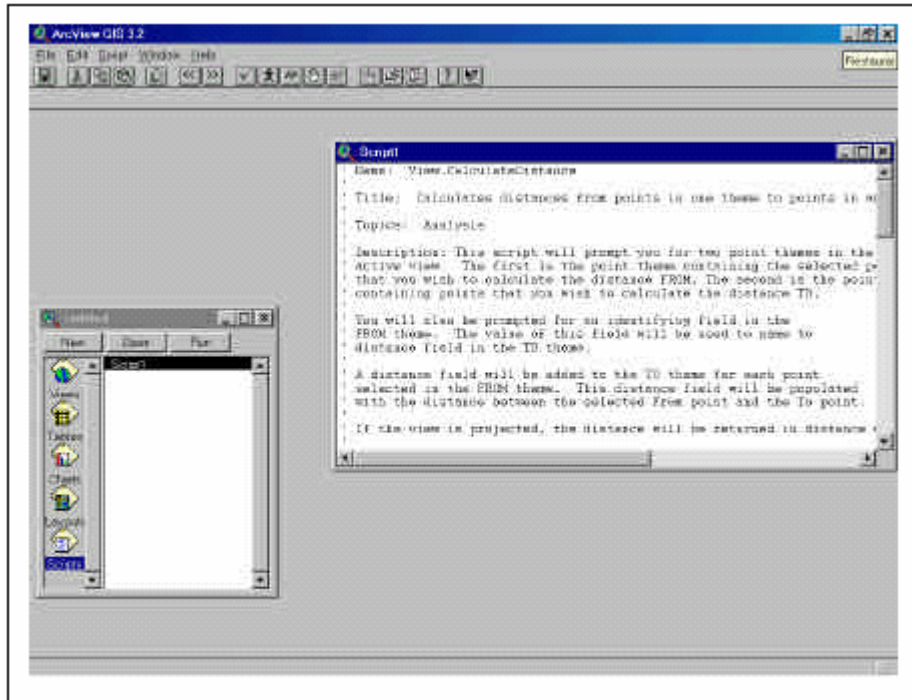 ArcView GIS 3.2
File Edit Script Window Help
Restaurar
Script1
Name: View.CalculateDistance
Title: Calculates distances from points in one theme to points in
Topics: Analysis
Description: This script will prompt you for two point themes in the
Active View. The first is the point theme containing the selected
that you wish to calculate the distance FROM. The second is the point
containing points that you wish to calculate the distance TO.
You will also be prompted for an identifying field in the
FROM theme. The value of this field will be used to name to
distance field in the TO theme.
A distance field will be added to the TO theme for each point
selected in the FROM theme. This distance field will be populated
with the distance between the selected From point and the To point.
If the view is projected, the distance will be returned in distance
Untitled
New Open Run
Script1
Views
Tables
Charts
Layouts
Scripts